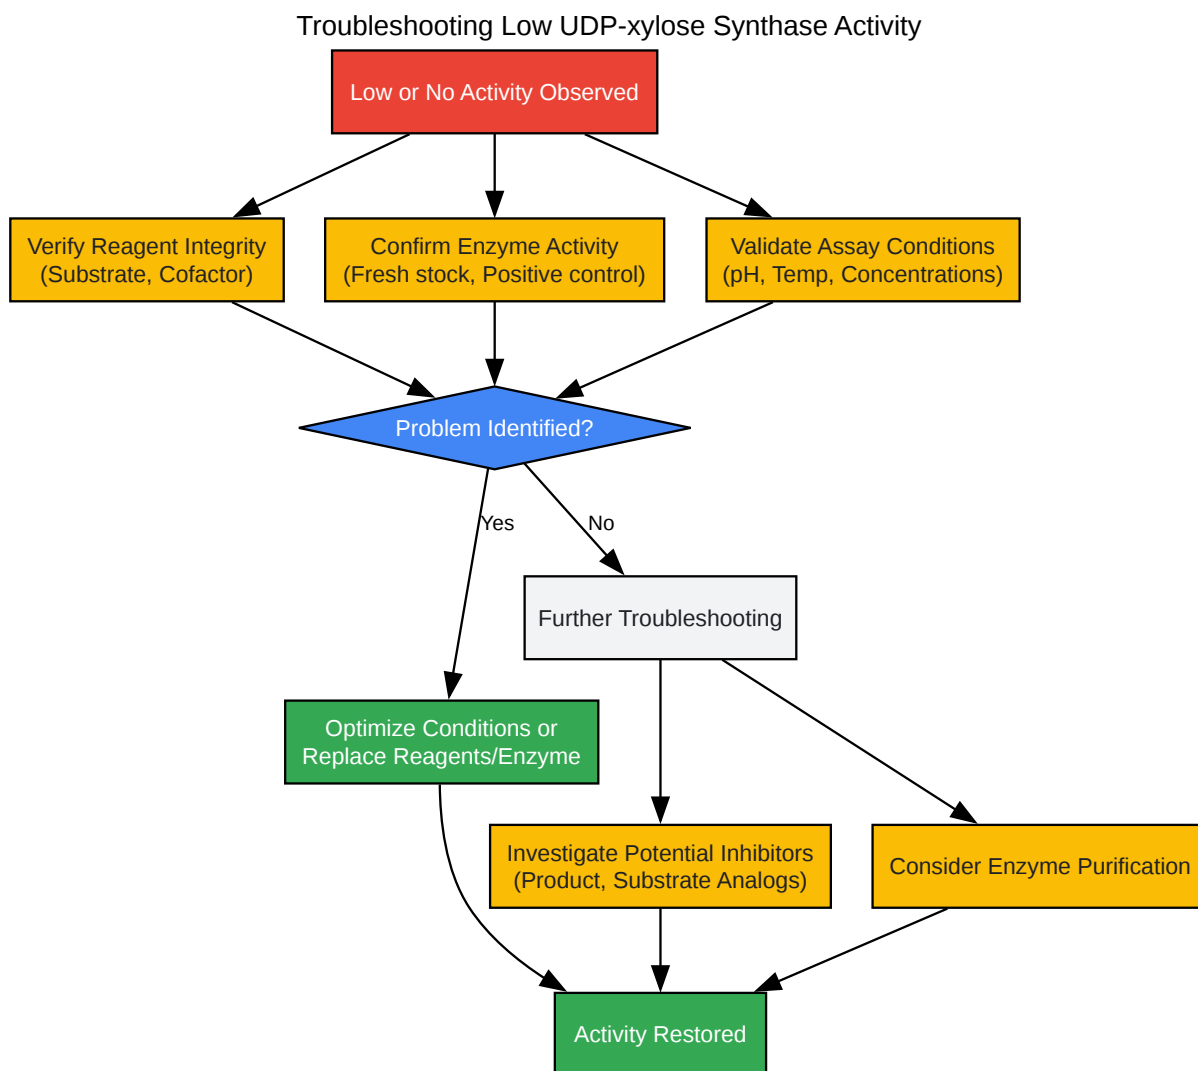 Troubleshooting Low UDP-xylose Synthase Activity
Low or No Activity Observed
Verify Reagent Integrity
(Substrate, Cofactor)
Confirm Enzyme Activity
(Fresh stock, Positive control)
Validate Assay Conditions
(pH, Temp, Concentrations)
Problem Identified?
Yes
No
Further Troubleshooting
Optimize Conditions or
Replace Reagents/Enzyme
Investigate Potential Inhibitors
(Product, Substrate Analogs)
Consider Enzyme Purification
Activity Restored